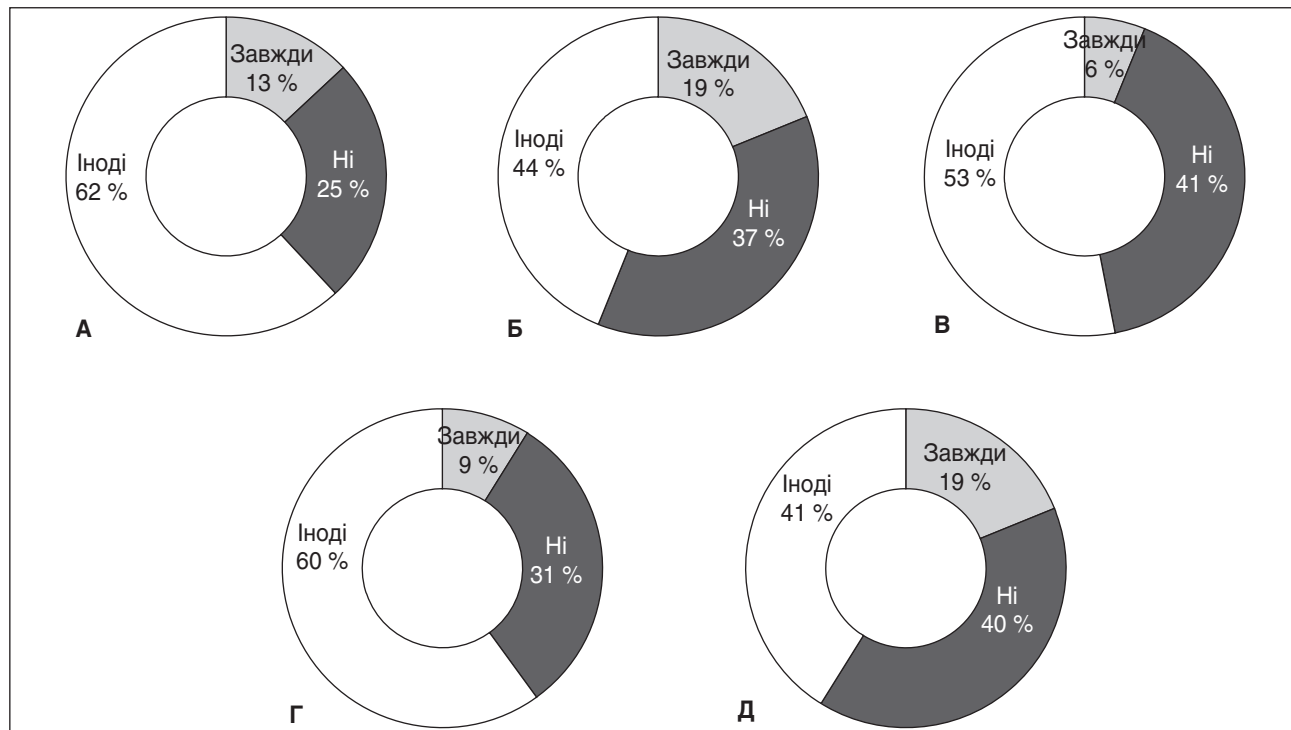 Завжди
13 %
Ні
25 %
Іноді
62 %
А
Завжди
19 %
Ні
37 %
Іноді
44 %
Б
Завжди
6 %
Ні
41 %
Іноді
53 %
В
Завжди
9 %
Ні
31 %
Іноді
60 %
Г
Завжди
19 %
Ні
40 %
Іноді
41 %
Д